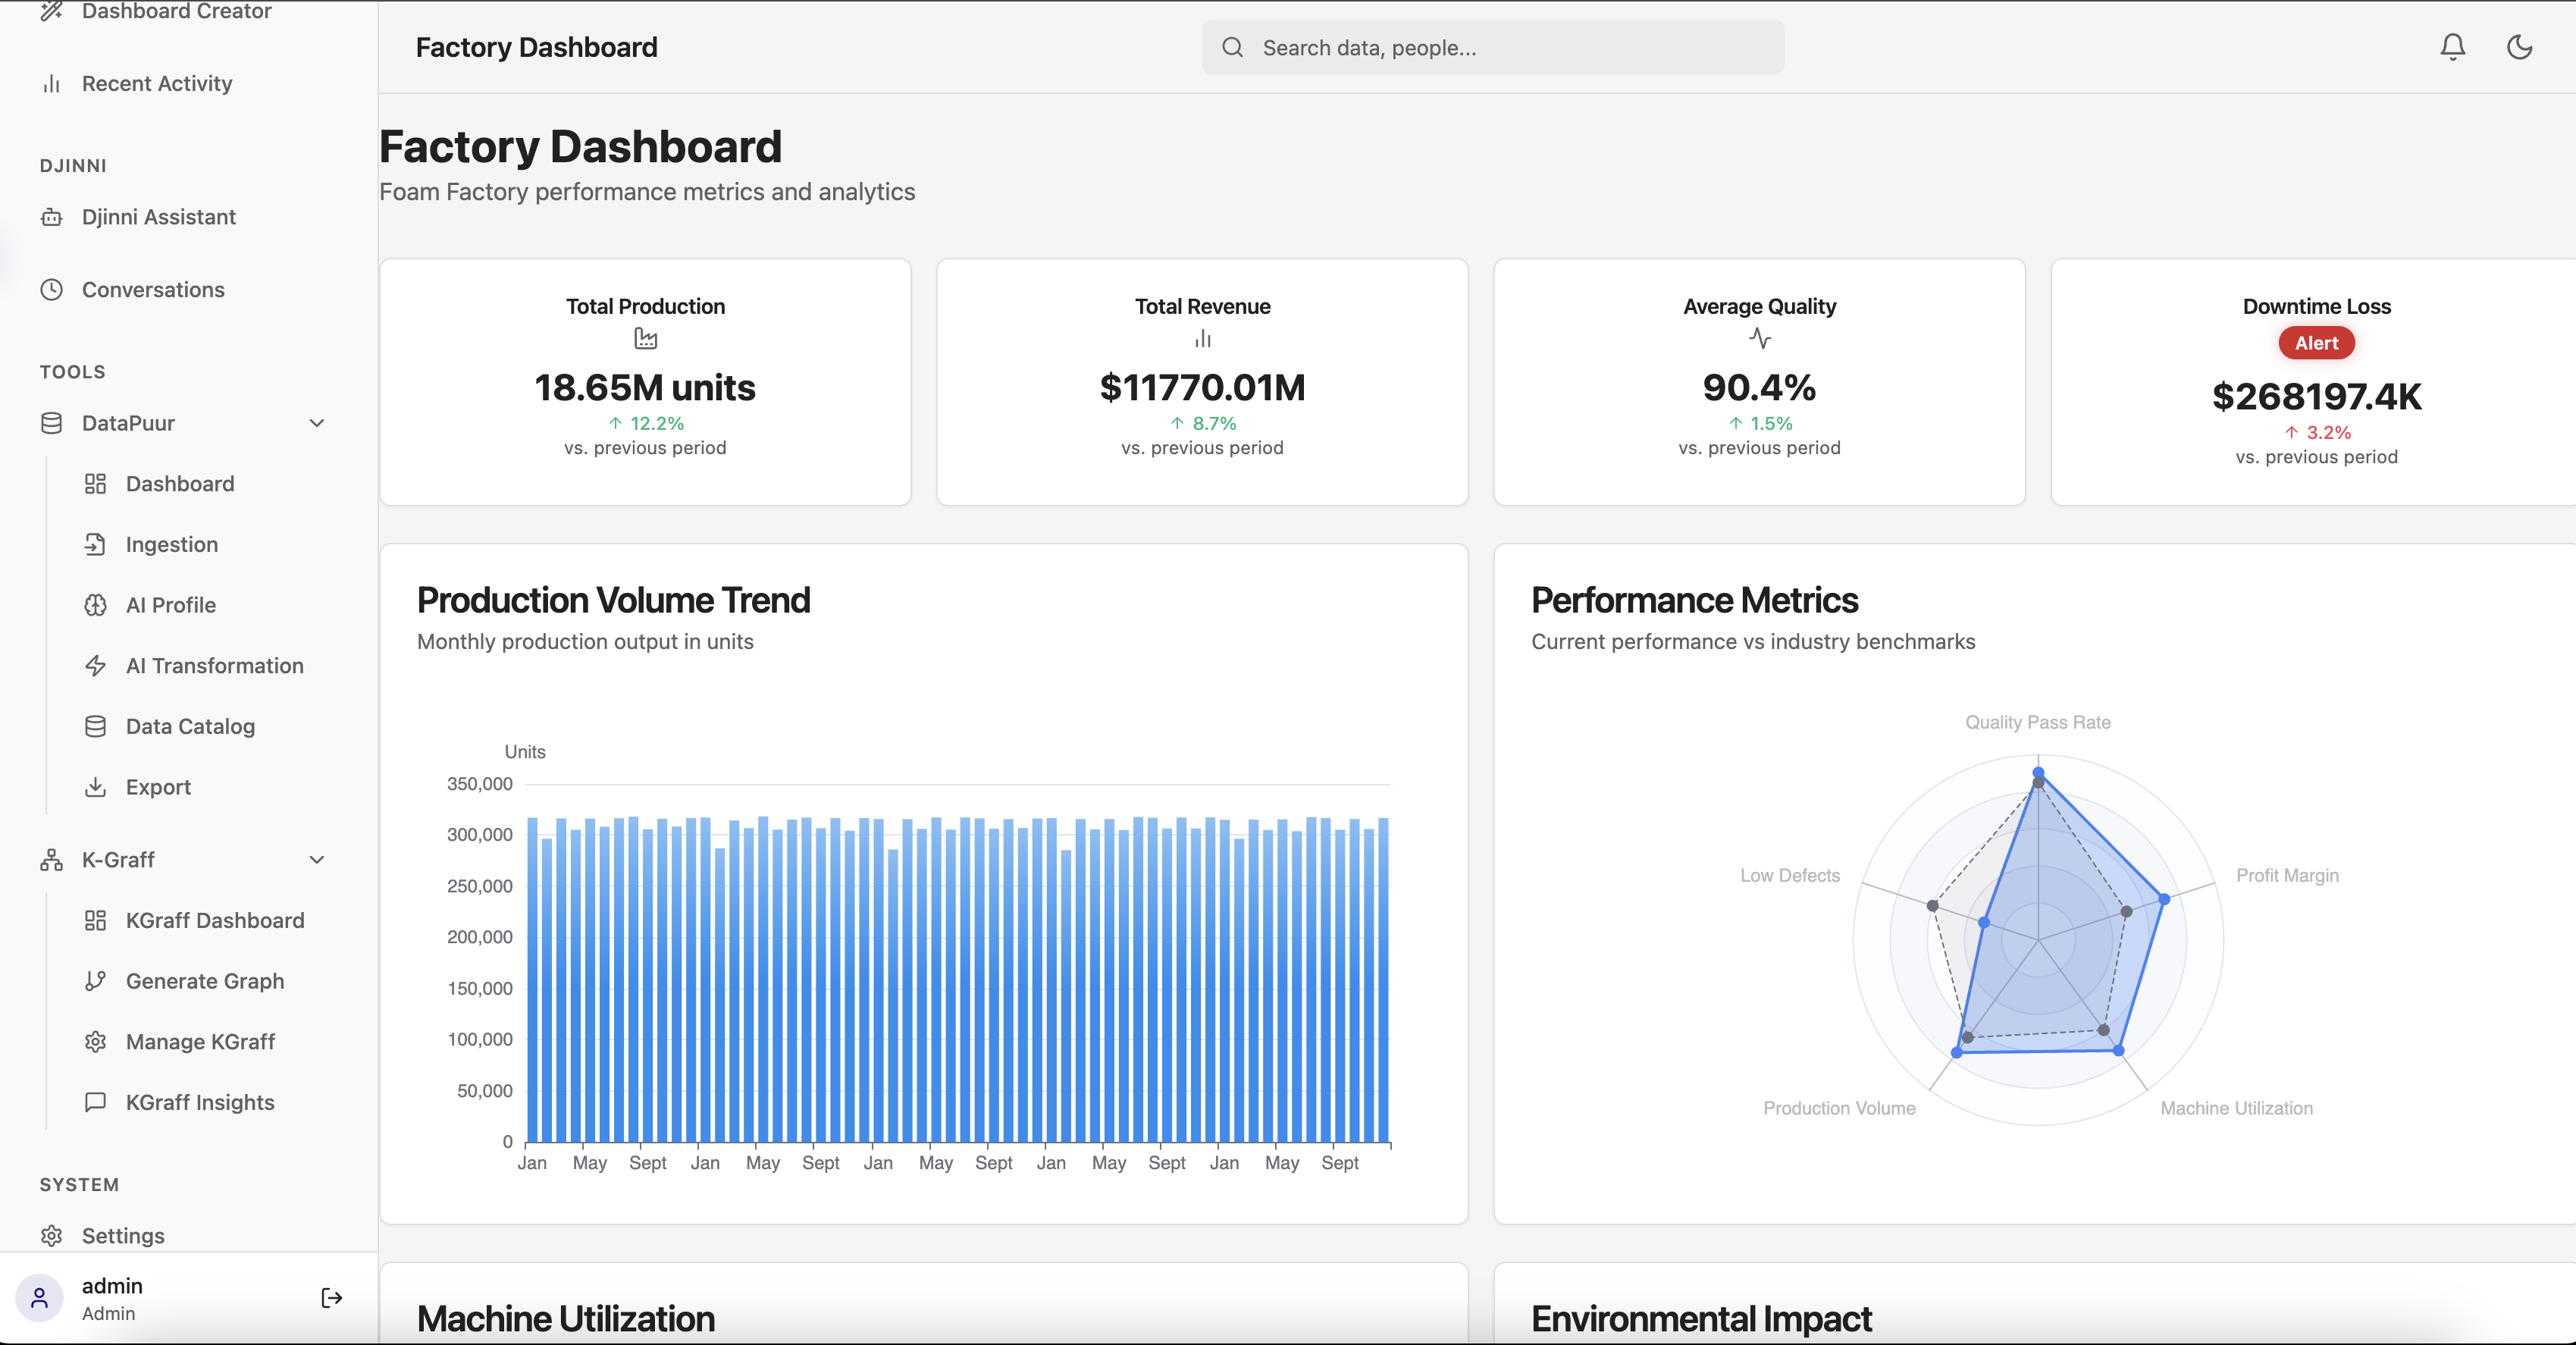 Dashboard Creator
Recent Activity
DJINNI
Djinni Assistant
Conversations
TOOLS
DataPuur
Dashboard
Ingestion
AI Profile
AI Transformation
Data Catalog
Export
K-Graff
KGraff Dashboard
Generate Graph
Manage KGraff
KGraff Insights
SYSTEM
Settings
admin
Admin
Factory Dashboard
Search data, people...
Factory Dashboard
Foam Factory performance metrics and analytics
Total Production
18.65M units
↑ 12.2%
vs. previous period
Total Revenue
$11770.01M
↑ 8.7%
vs. previous period
Average Quality
90.4%
↑ 1.5%
vs. previous period
Downtime Loss
Alert
$268197.4K
↑ 3.2%
vs. previous period
Production Volume Trend
Monthly production output in units
Units
350,000
300,000
250,000
200,000
150,000
100,000
50,000
0
Jan May Sept Jan May Sept Jan May Sept Jan May Sept Jan May Sept
Performance Metrics
Current performance vs industry benchmarks
Quality Pass Rate
Low Defects
Profit Margin
Production Volume
Machine Utilization
Machine Utilization
Environmental Impact